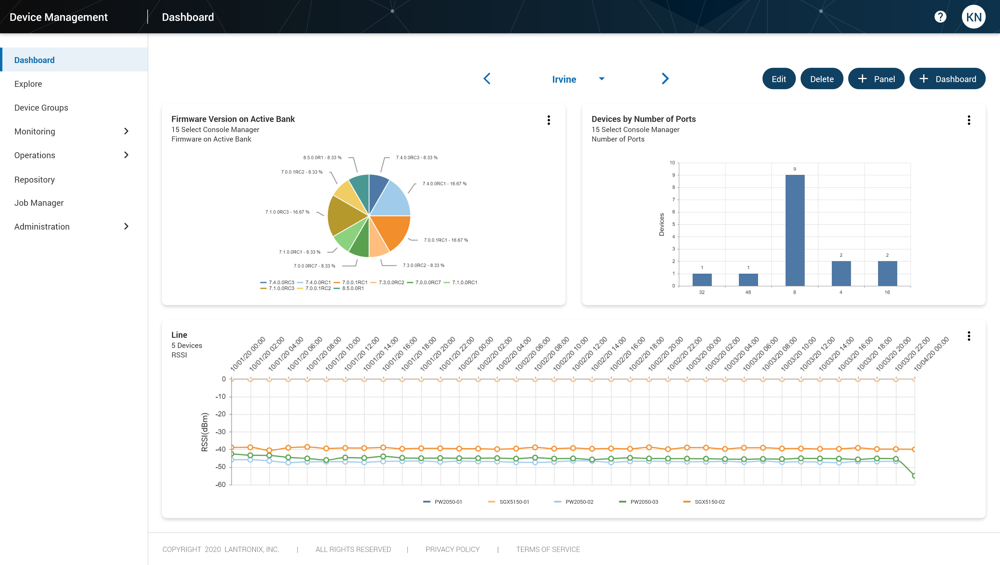 Device Management
Dashboard
?
KN
Dashboard
Explore
Device Groups
Monitoring
Operations
Repository
Job Manager
Administration
Irvine
Edit
Delete
+ Panel
+ Dashboard
Firmware Version on Active Bank
15 Select Console Manager
Firmware on Active Bank
8.5.0.0R1 - 8.33 %
7.4.0.0RC3 - 8.33 %
7.0.0.1RC2 - 8.33 %
7.4.0.0RC1 - 16.67 %
7.1.0.0RC3 - 16.67 %
7.0.0.1RC1 - 16.67 %
7.1.0.0RC1 - 8.33 %
7.0.0.0RC7 - 8.33 %
7.3.0.0RC2 - 8.33 %
7.4.0.0RC3 7.4.0.0RC1 7.0.0.1RC1 7.3.0.0RC2 7.0.0.0RC7 7.1.0.0RC1
7.1.0.0RC3 7.0.0.1RC2 8.5.0.0R1
Devices by Number of Ports
15 Select Console Manager
Number of Ports
Devices
10
9
8
7
6
5
4
3
2
1
0
1
1
9
2
2
32 48 8 4 16
Line
5 Devices
RSSI
10/01/20 00:00
10/01/20 02:00
10/01/20 04:00
10/01/20 06:00
10/01/20 08:00
10/01/20 10:00
10/01/20 12:00
10/01/20 14:00
10/01/20 16:00
10/01/20 18:00
10/01/20 20:00
10/01/20 22:00
10/02/20 00:00
10/02/20 02:00
10/02/20 04:00
10/02/20 06:00
10/02/20 08:00
10/02/20 10:00
10/02/20 12:00
10/02/20 14:00
10/02/20 16:00
10/02/20 18:00
10/02/20 20:00
10/02/20 22:00
10/03/20 00:00
10/03/20 02:00
10/03/20 04:00
10/03/20 06:00
10/03/20 08:00
10/03/20 10:00
10/03/20 12:00
10/03/20 14:00
10/03/20 16:00
10/03/20 18:00
10/03/20 20:00
10/03/20 22:00
10/04/20 00:00
RSSI(dBm)
0
-10
-20
-30
-40
-50
-60
PW2050-01 SGX5150-01 PW2050-02 PW2050-03 SGX5150-02
COPYRIGHT 2020 LANTRONIX, INC. | ALL RIGHTS RESERVED | PRIVACY POLICY | TERMS OF SERVICE